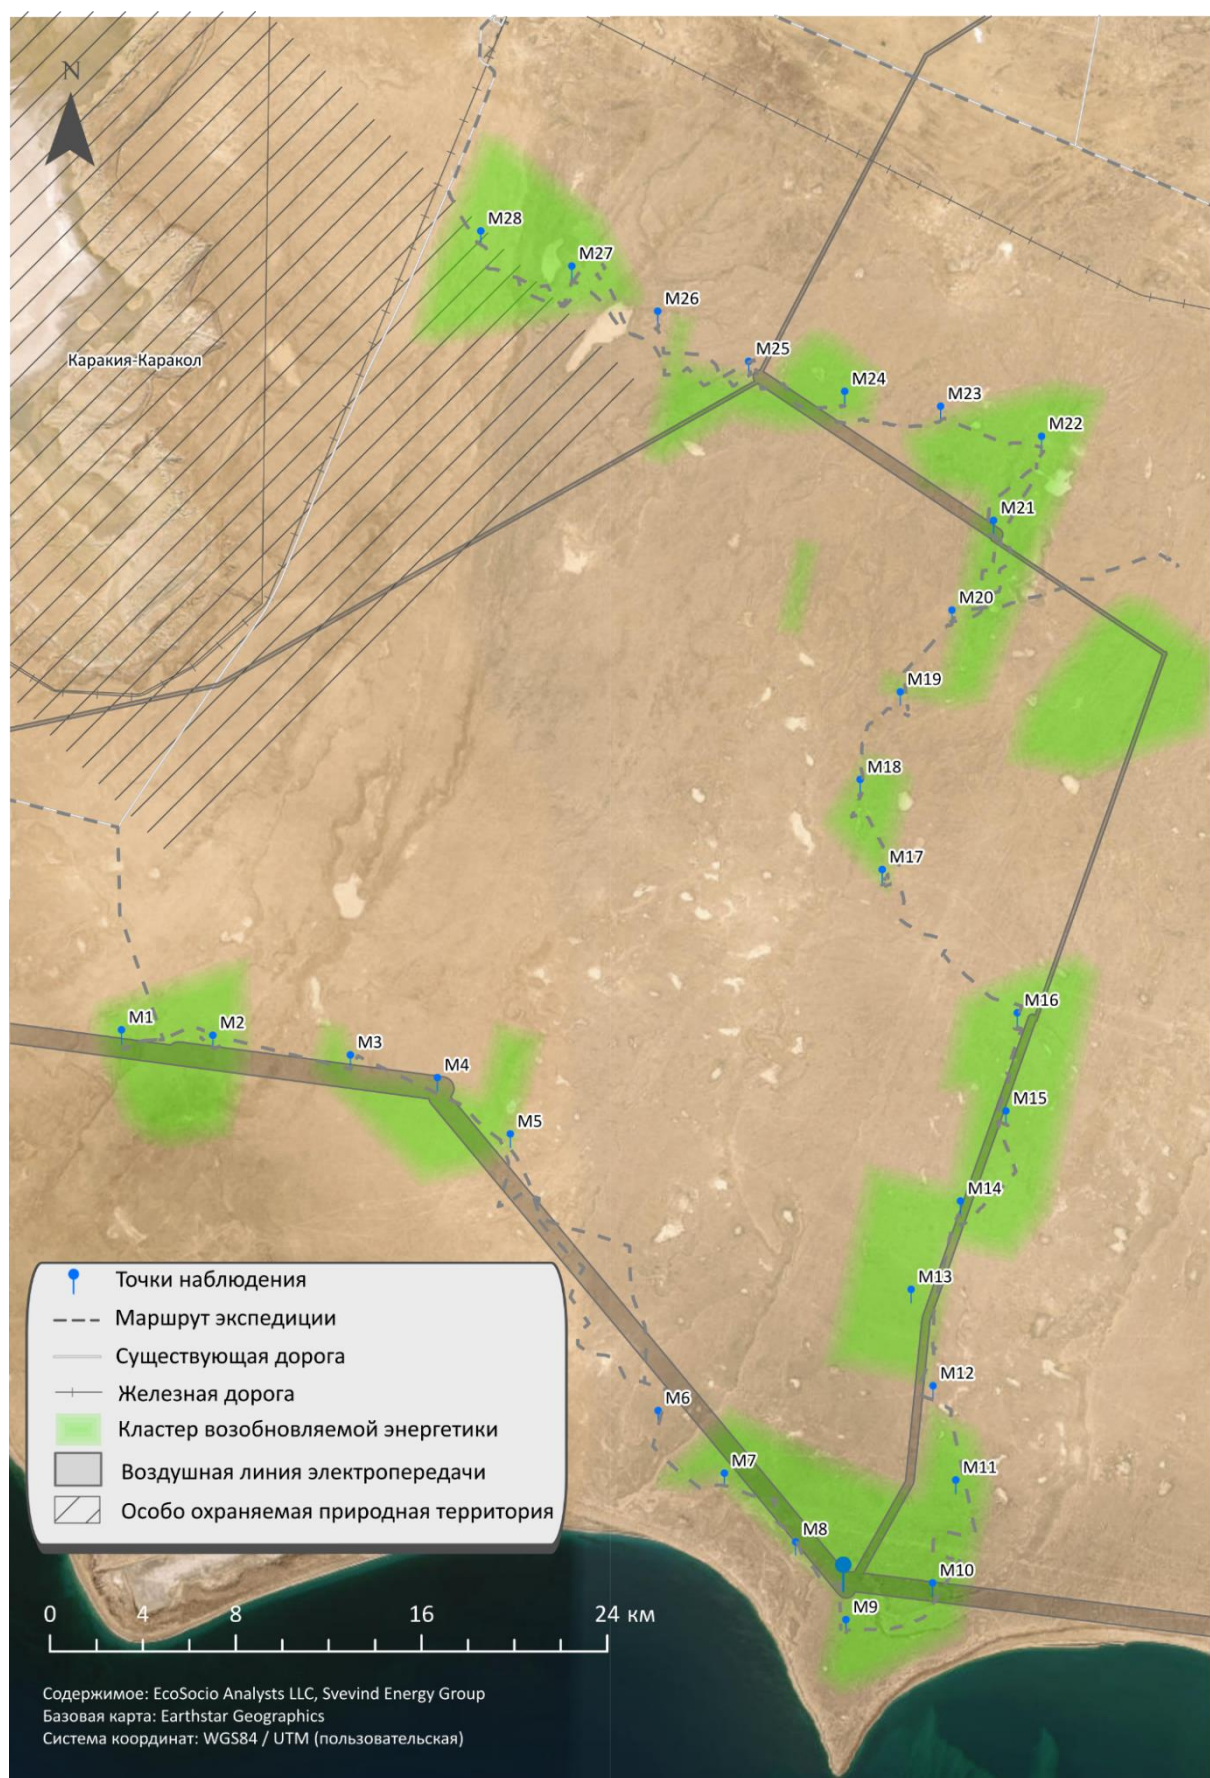 N
M28
M27
M26
M25
Каракия-Каракол
M24
M23
M22
M21
M20
M19
M18
M17
M16
M1
M2
M3
M4
M15
M5
M14
M13
Точки наблюдения
Маршрут экспедиции
Существующая дорога
Железная дорога
Кластер возобновляемой энергетики
Воздушная линия электропередачи
Особо охраняемая природная территория
M12
M6
M7
M11
M8
M10
M9
0 4 8 16 24 км
Содержимое: EcoSocio Analysts LLC, Svevind Energy Group
Базовая карта: Earthstar Geographics
Система координат: WGS84 / UTM (пользовательская)